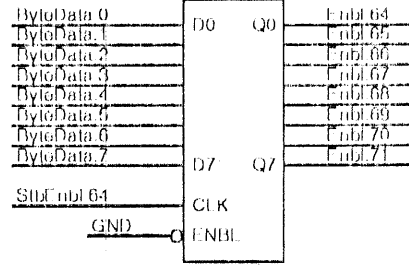 ByteData.0 D0 Q0 Enbl.64
ByteData.1 Enbl.65
ByteData.2 Enbl.66
ByteData.3 Enbl.67
ByteData.4 Enbl.68
ByteData.5 Enbl.69
ByteData.6 Enbl.70
ByteData.7 D7 Q7 Enbl.71
StbEnbl.64 CLK
GND ENBL